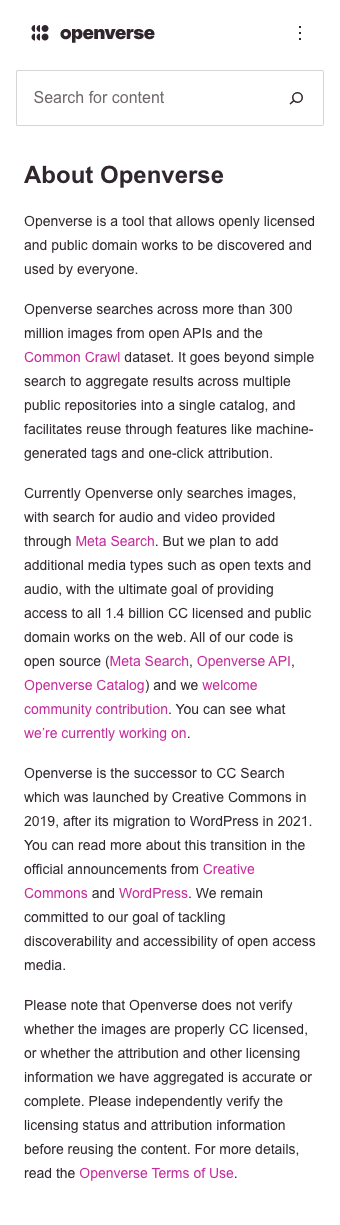 openverse
Search for content
About Openverse
Openverse is a tool that allows openly licensed
and public domain works to be discovered and
used by everyone.
Openverse searches across more than 300
million images from open APIs and the
Common Crawl dataset. It goes beyond simple
search to aggregate results across multiple
public repositories into a single catalog, and
facilitates reuse through features like machine-
generated tags and one-click attribution.
Currently Openverse only searches images,
with search for audio and video provided
through Meta Search. But we plan to add
additional media types such as open texts and
audio, with the ultimate goal of providing
access to all 1.4 billion CC licensed and public
domain works on the web. All of our code is
open source (Meta Search, Openverse API,
Openverse Catalog) and we welcome
community contribution. You can see what
we're currently working on.
Openverse is the successor to CC Search
which was launched by Creative Commons in
2019, after its migration to WordPress in 2021.
You can read more about this transition in the
official announcements from Creative
Commons and WordPress. We remain
committed to our goal of tackling
discoverability and accessibility of open access
media.
Please note that Openverse does not verify
whether the images are properly CC licensed,
or whether the attribution and other licensing
information we have aggregated is accurate or
complete. Please independently verify the
licensing status and attribution information
before reusing the content. For more details,
read the Openverse Terms of Use.